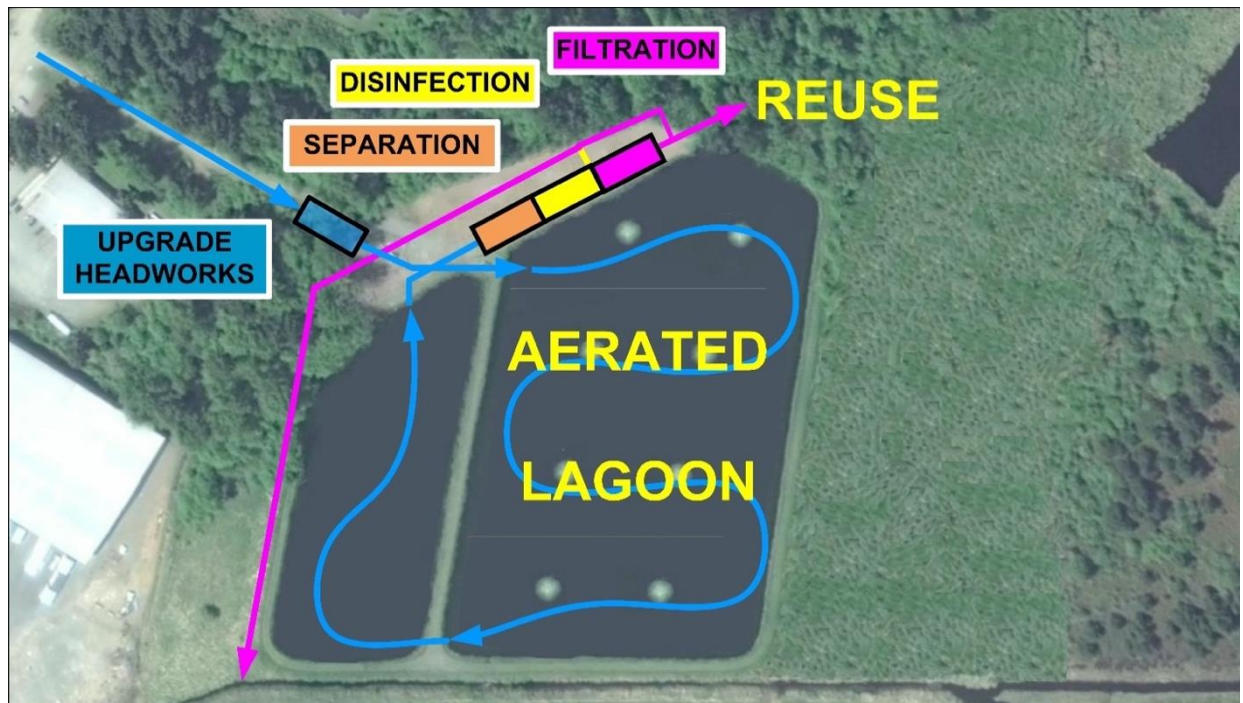 FILTRATION
DISINFECTION
REUSE
SEPARATION
UPGRADE
HEADWORKS
AERATED
LAGOON